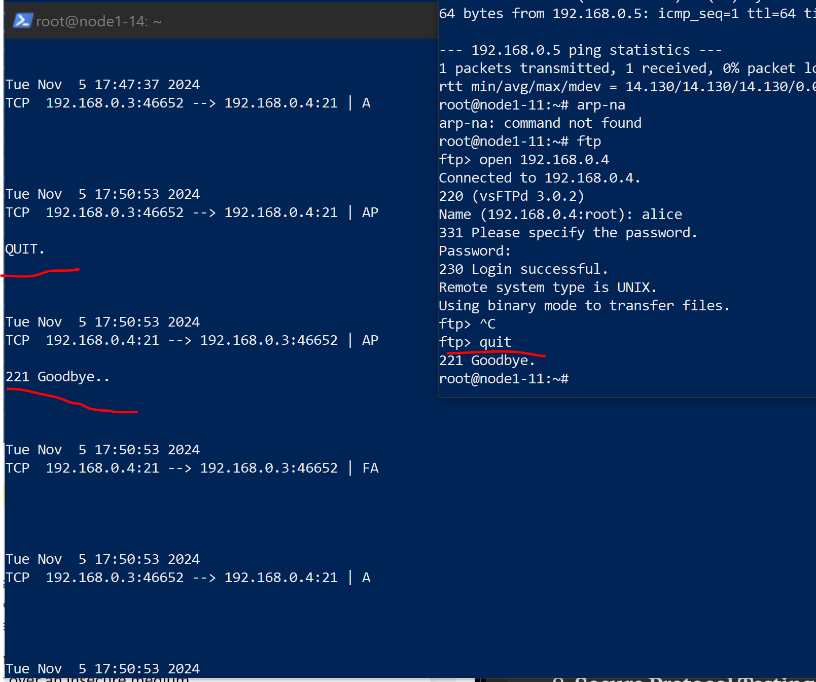 root@node1-14: ~
Tue Nov  5 17:47:37 2024
TCP  192.168.0.3:46652 --> 192.168.0.4:21 | A
Tue Nov  5 17:50:53 2024
TCP  192.168.0.3:46652 --> 192.168.0.4:21 | AP
QUIT.
Tue Nov  5 17:50:53 2024
TCP  192.168.0.4:21 --> 192.168.0.3:46652 | AP
221 Goodbye..
Tue Nov  5 17:50:53 2024
TCP  192.168.0.4:21 --> 192.168.0.3:46652 | FA
Tue Nov  5 17:50:53 2024
TCP  192.168.0.3:46652 --> 192.168.0.4:21 | A
Tue Nov  5 17:50:53 2024
over an insecure medium
64 bytes from 192.168.0.5: icmp_seq=1 ttl=64 ti
--- 192.168.0.5 ping statistics ---
1 packets transmitted, 1 received, 0% packet lo
rtt min/avg/max/mdev = 14.130/14.130/14.130/0.0
root@node1-11:~# arp-na
arp-na: command not found
root@node1-11:~# ftp
ftp> open 192.168.0.4
Connected to 192.168.0.4.
220 (vsFTPd 3.0.2)
Name (192.168.0.4:root): alice
331 Please specify the password.
Password:
230 Login successful.
Remote system type is UNIX.
Using binary mode to transfer files.
ftp> ^C
ftp> quit
221 Goodbye.
root@node1-11:~#
Secure Protocol Testing